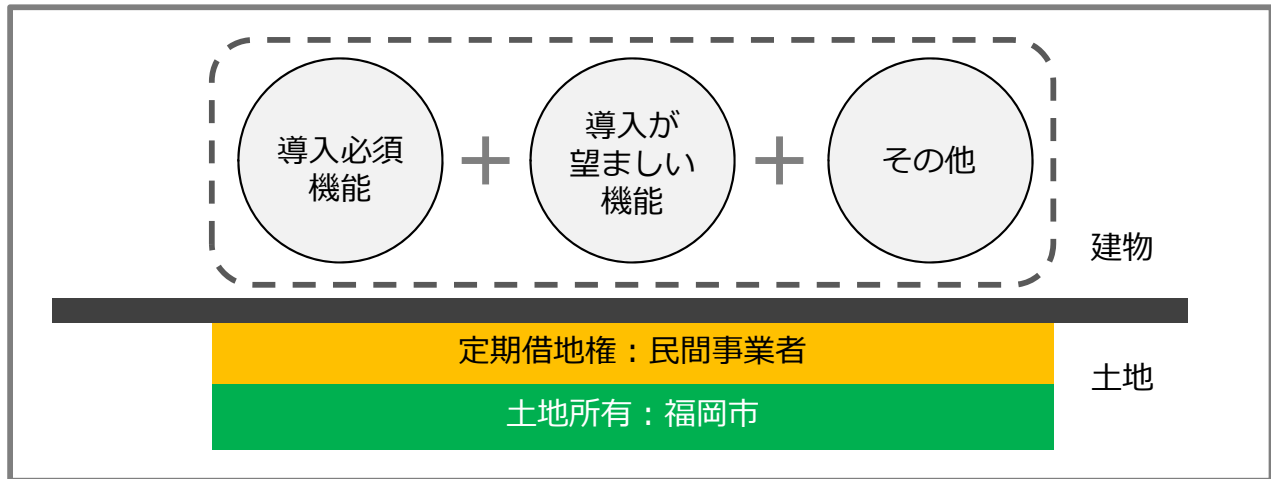 導入必須
機能
+
導入が
望ましい
機能
+
その他
建物
定期借地権：民間事業者
土地所有：福岡市
土地